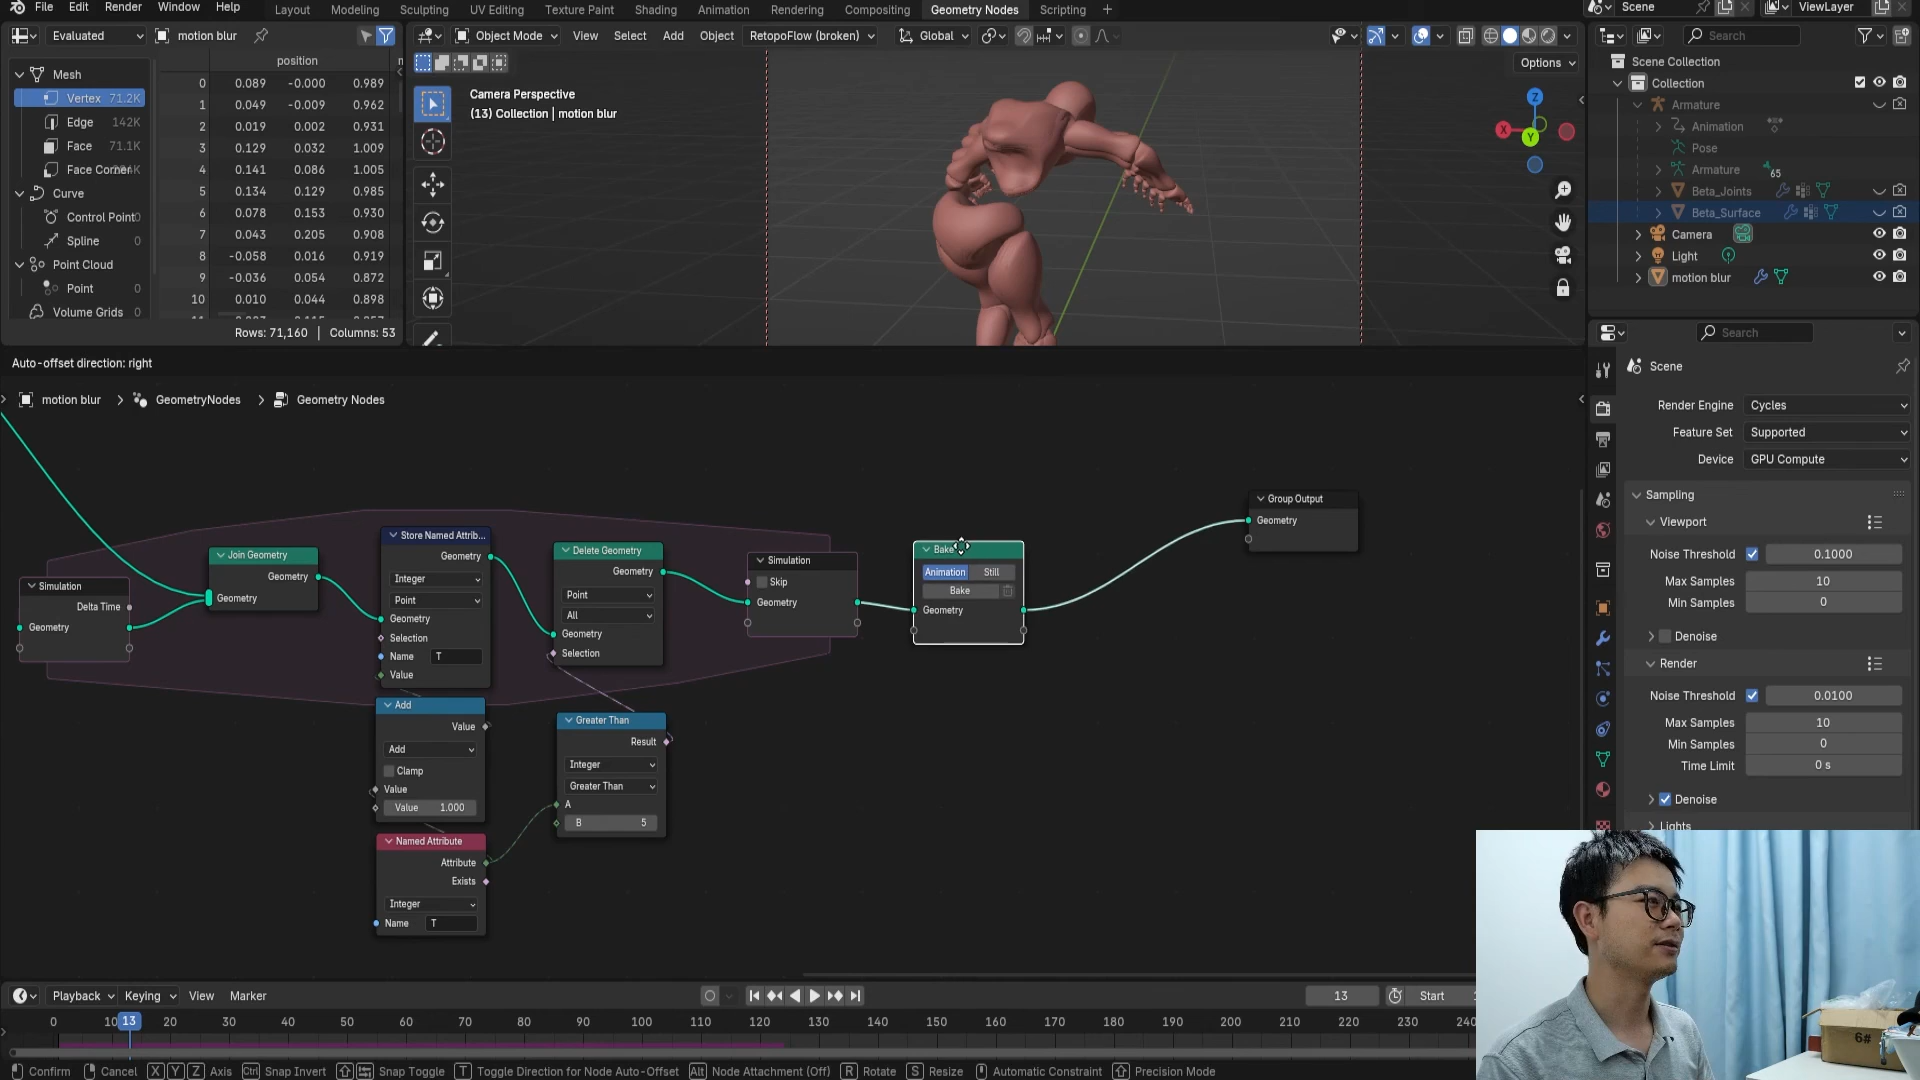 File Edit Render Window Help Layout Modeling Sculpting UV Editing Texture Paint Shading Animation Rendering Compositing Geometry Nodes Scripting + Scene ViewLayer
Evaluated motion blur
Object Mode View Select Add Object RetopoFlow (broken) Global
Search
Options
Mesh
Vertex 71.2K
Edge 142K
Face 71.1K
Face Corner
Curve
Control Point 0
Spline 0
Point Cloud
Point 0
Volume Grids 0
position
0 0.089 -0.000 0.989
1 0.049 -0.009 0.962
2 0.019 0.002 0.931
3 0.129 0.032 1.009
4 0.141 0.086 1.005
5 0.134 0.129 0.985
6 0.078 0.153 0.930
7 0.043 0.205 0.908
8 -0.058 0.016 0.919
9 -0.036 0.054 0.872
10 0.010 0.044 0.898
Rows: 71,160 | Columns: 53
Camera Perspective
(13) Collection | motion blur
Z
X
Y
Scene Collection
Collection
Armature
Animation
Pose
Armature 65
Beta_Joints
Beta_Surface
Camera
Light
motion blur
Auto-offset direction: right
motion blur > GeometryNodes > Geometry Nodes
Simulation
Delta Time
Geometry
Join Geometry
Geometry
Geometry
Store Named Attrib...
Geometry
Integer
Point
Geometry
Selection
Name T
Value
Add
Value
Add
Clamp
Value
Value 1.000
Named Attribute
Attribute
Exists
Integer
Name T
Delete Geometry
Geometry
Point
All
Geometry
Selection
Greater Than
Result
Integer
Greater Than
A
B 5
Simulation
Skip
Geometry
Bake
Animation Still
Bake
Geometry
Group Output
Geometry
Search
Scene
Render Engine Cycles
Feature Set Supported
Device GPU Compute
Sampling
Viewport
Noise Threshold 0.1000
Max Samples 10
Min Samples 0
Denoise
Render
Noise Threshold 0.0100
Max Samples 10
Min Samples 0
Time Limit 0 s
Denoise
Lights
6#
Playback Keying View Marker 13 Start
0 10 13 20 30 40 50 60 70 80 90 100 110 120 130 140 150 160 170 180 190 200 210 220 230 240
Confirm Cancel X Y Z Axis Ctrl Snap Invert Snap Toggle T Toggle Direction for Node Auto-Offset Alt Node Attachment (Off) R Rotate S Resize Automatic Constraint Precision Mode